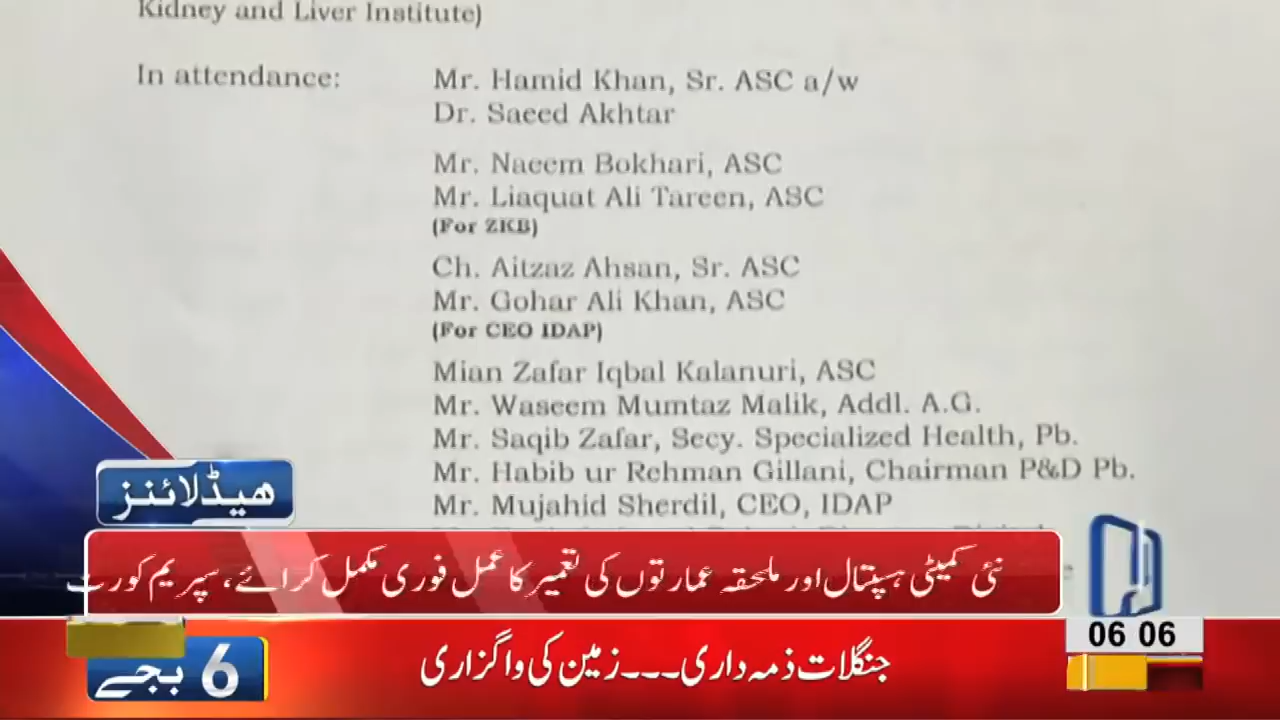 Kidney and Liver Institute)
In attendance:
Mr. Hamid Khan, Sr. ASC a/w
Dr. Saeed Akhtar
Mr. Naeem Bokhari, ASC
Mr. Liaquat Ali Tareen, ASC
(For ZKB)
Ch. Aitzaz Ahsan, Sr. ASC
Mr. Gohar Ali Khan, ASC
(For CEO IDAP)
Mian Zafar Iqbal Kalanuri, ASC
Mr. Waseem Mumtaz Malik, Addl. A.G.
Mr. Saqib Zafar, Secy. Specialized Health, Pb.
Mr. Habib ur Rehman Gillani, Chairman P&D Pb.
Mr. Mujahid Sherdil, CEO, IDAP
ھیڈلائنز
نئی کمیٹی ہسپتال اور ملحقہ عمارتوں کی تعمیر کا عمل فوری مکمل کرائے، سپریم کورٹ
06 06
6 بجے
جنگلات ذمہ داری۔۔۔زمین کی واگزاری